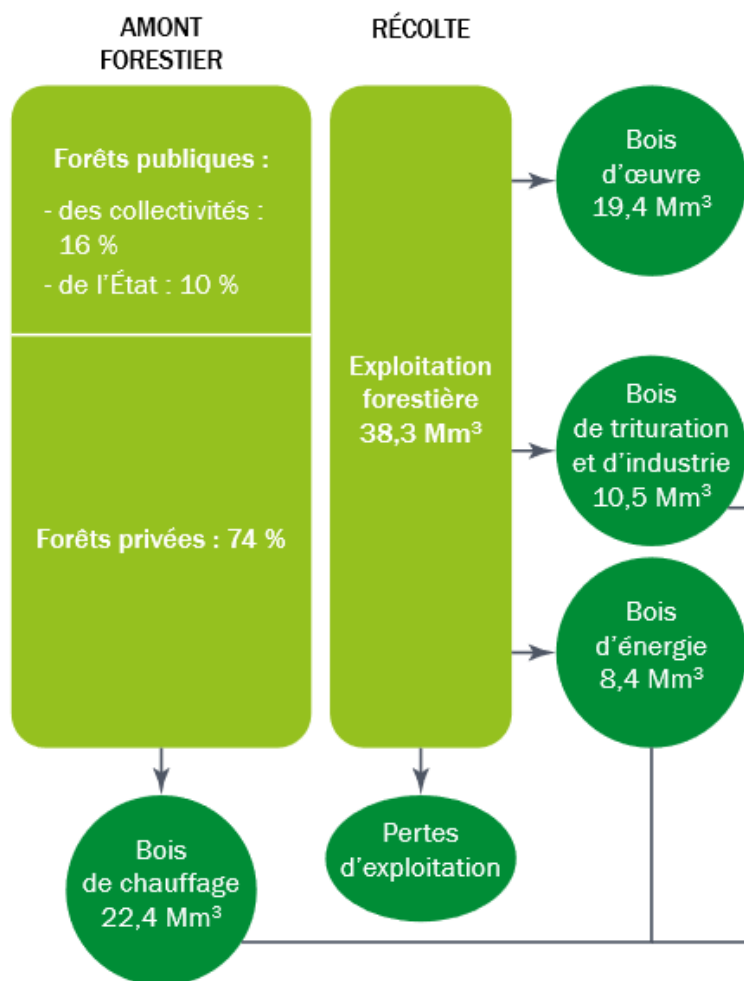 AMONT
FORESTIER
RÉCOLTE
Forêts publiques :
- des collectivités :
16 %
- de l'État : 10 %
Forêts privées : 74 %
Exploitation
forestière
38,3 Mm³
Bois
d'œuvre
19,4 Mm³
Bois
de trituration
et d'industrie
10,5 Mm³
Bois
d'énergie
8,4 Mm³
Bois
de chauffage
22,4 Mm³
Pertes
d'exploitation